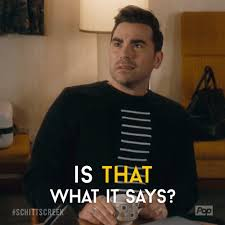 IS THAT
WHAT IT SAYS?
#SCHITTSCREEK
Pop